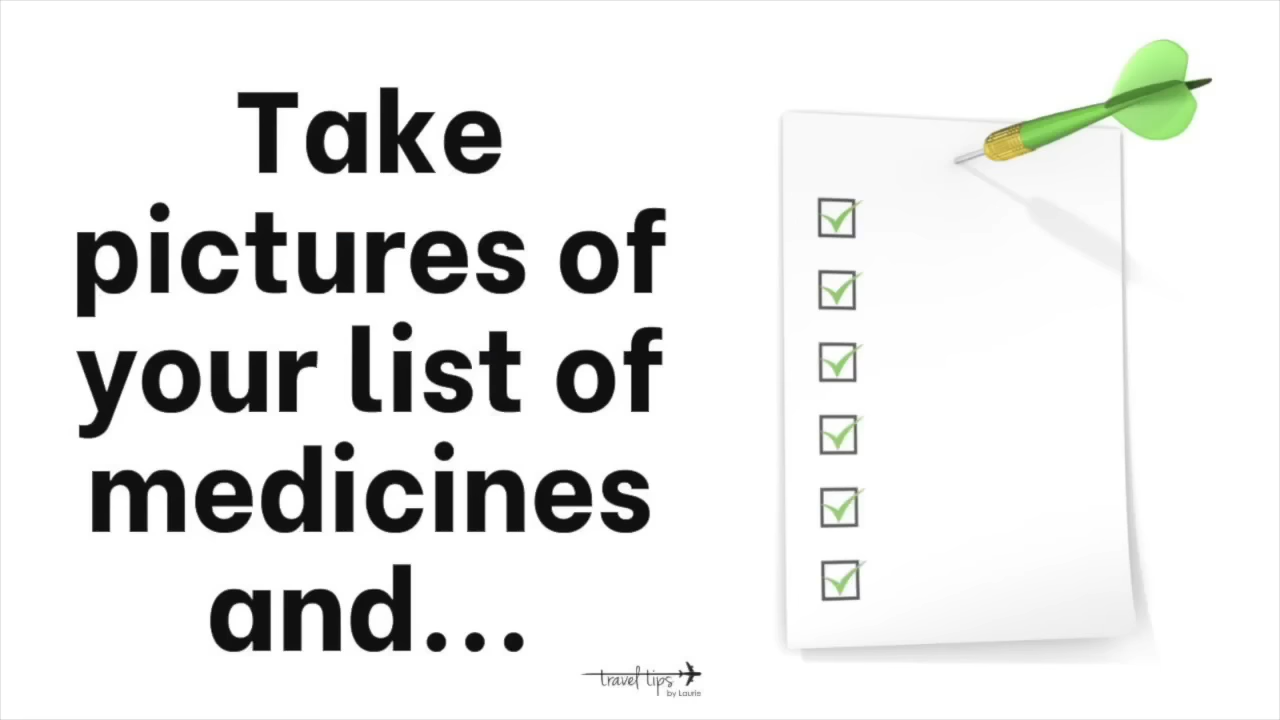 Take
pictures of
your list of
medicines
and...
travel tips
by Laurie